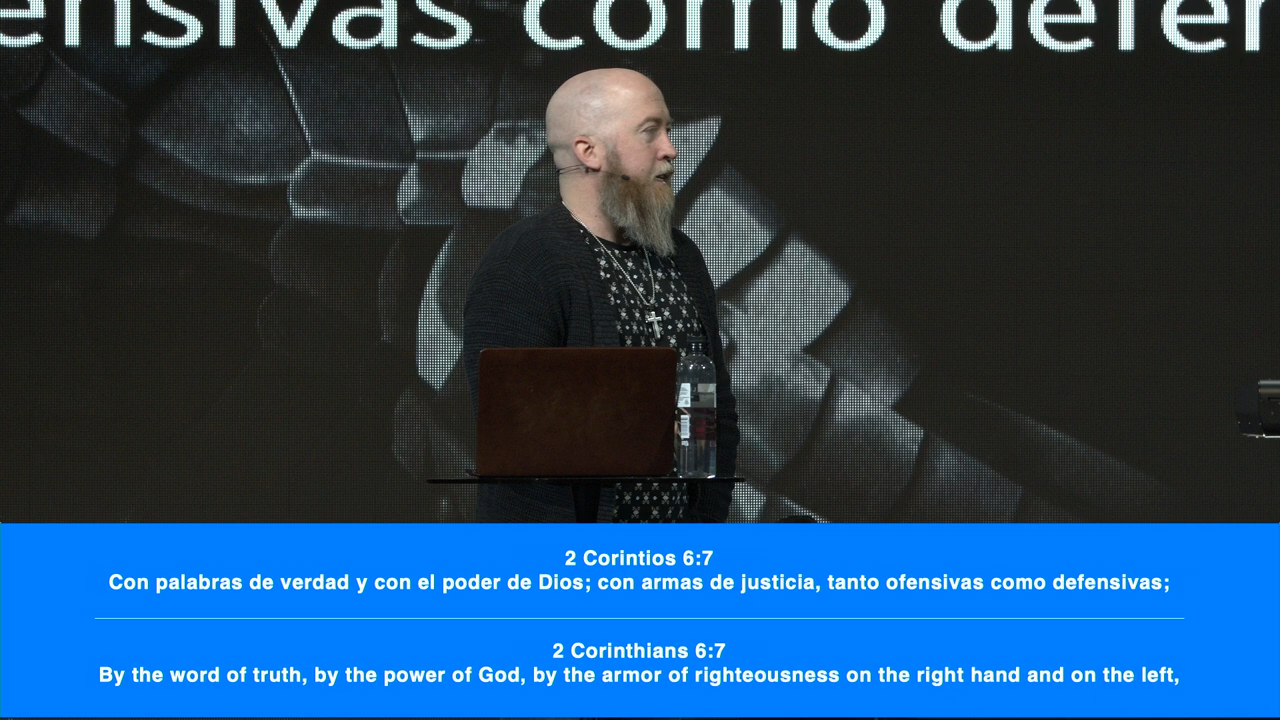 ensivas como defen
2 Corintios 6:7
Con palabras de verdad y con el poder de Dios; con armas de justicia, tanto ofensivas como defensivas;
2 Corinthians 6:7
By the word of truth, by the power of God, by the armor of righteousness on the right hand and on the left,